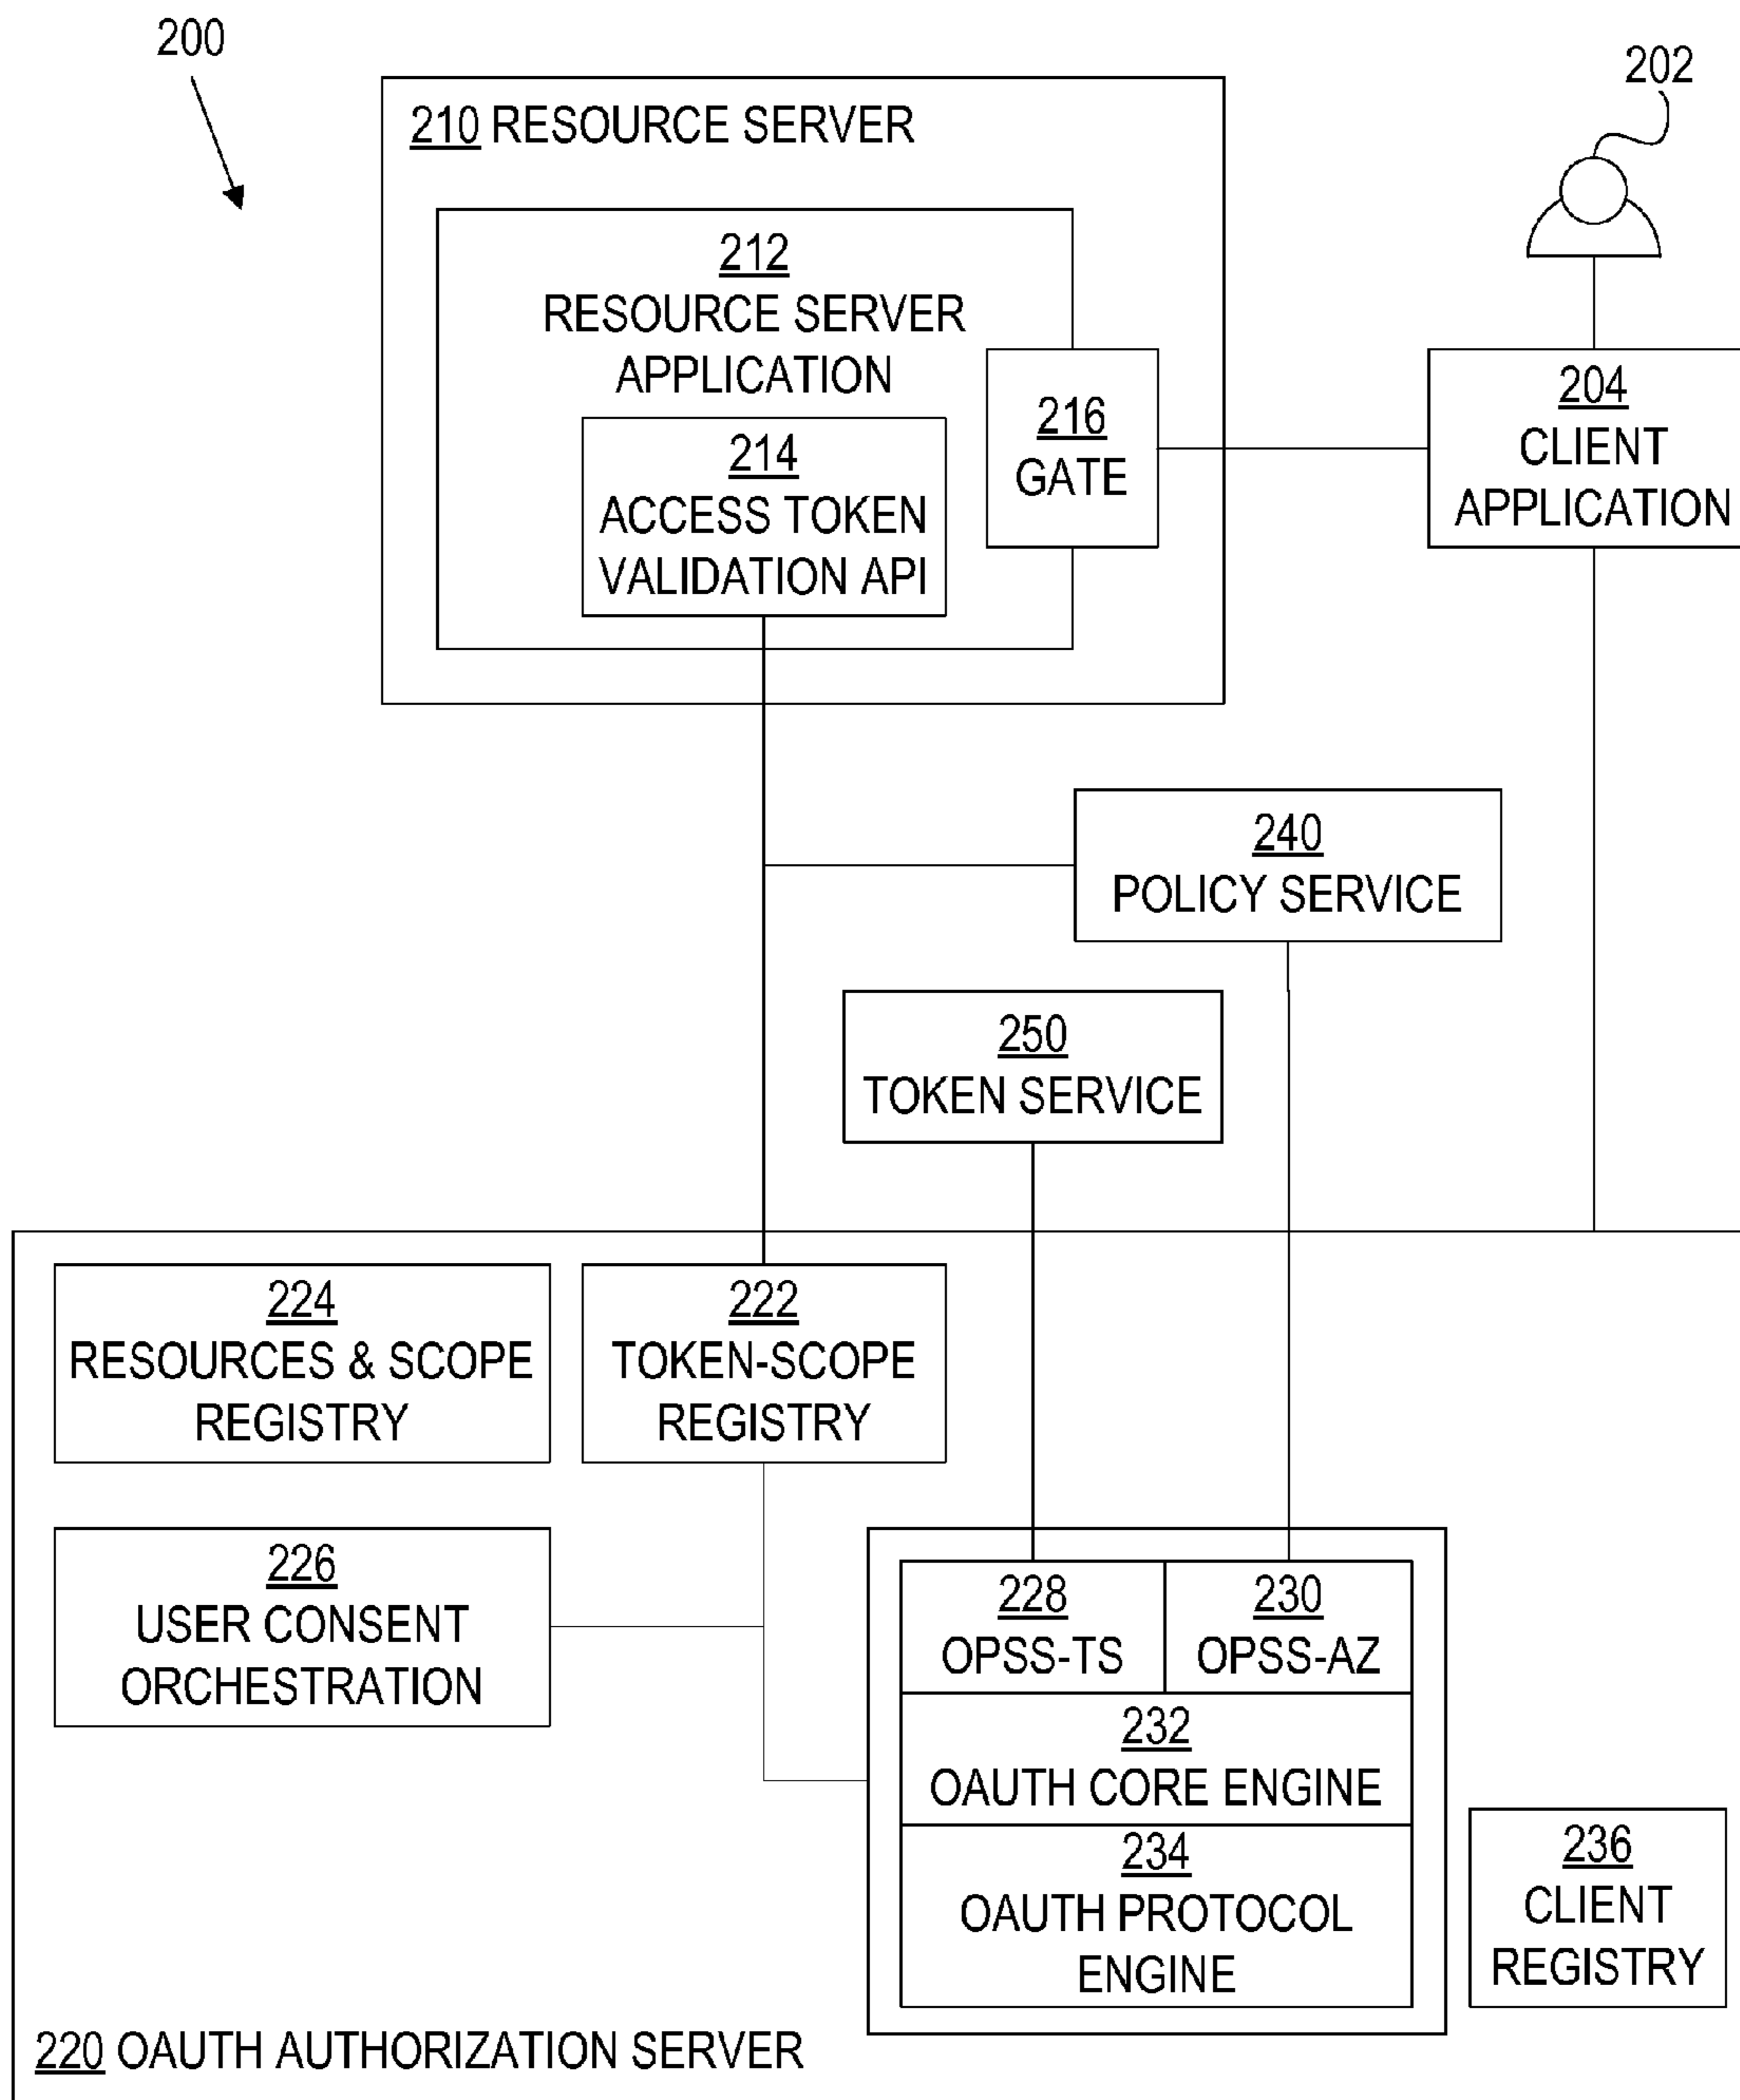 200
202
210 RESOURCE SERVER
212
RESOURCE SERVER
APPLICATION
214
ACCESS TOKEN
VALIDATION API
216
GATE
204
CLIENT
APPLICATION
240
POLICY SERVICE
250
TOKEN SERVICE
224
RESOURCES & SCOPE
REGISTRY
222
TOKEN-SCOPE
REGISTRY
226
USER CONSENT
ORCHESTRATION
228
OPSS-TS
230
OPSS-AZ
232
OAUTH CORE ENGINE
234
OAUTH PROTOCOL
ENGINE
236
CLIENT
REGISTRY
220 OAUTH AUTHORIZATION SERVER